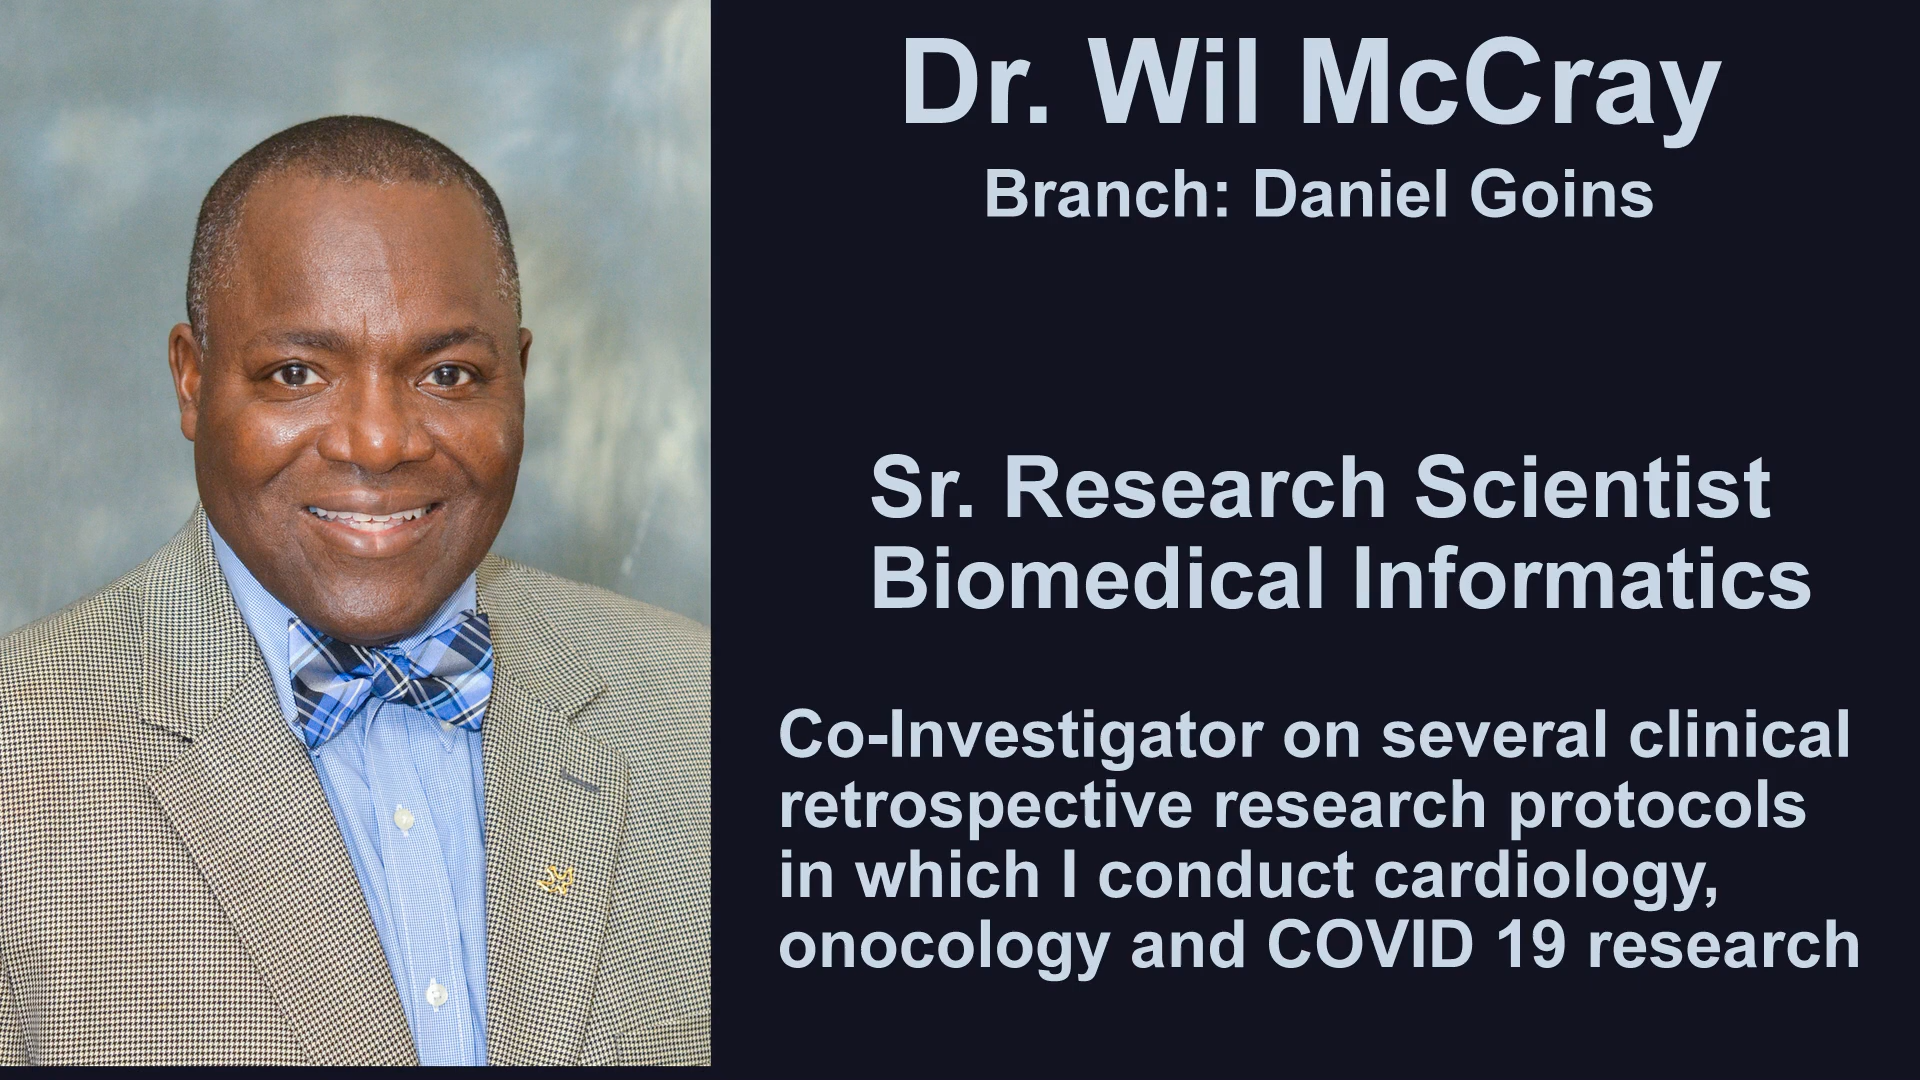 Dr. Wil McCray
Branch: Daniel Goins
Sr. Research Scientist
Biomedical Informatics
Co-Investigator on several clinical
retrospective research protocols
in which I conduct cardiology,
onocology and COVID 19 research